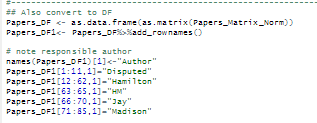 #-----------------------------------------------------------
## Also convert to DF
Papers_DF <- as.data.frame(as.matrix(Papers_Matrix_Norm))
Papers_DF1<- Papers_DF%>%add_rownames()
# note responsible author
names(Papers_DF1)[1]<-"Author"
Papers_DF1[1:11,1]="Disputed"
Papers_DF1[12:62,1]="Hamilton"
Papers_DF1[63:65,1]="HM"
Papers_DF1[66:70,1]="Jay"
Papers_DF1[71:85,1]="Madison"